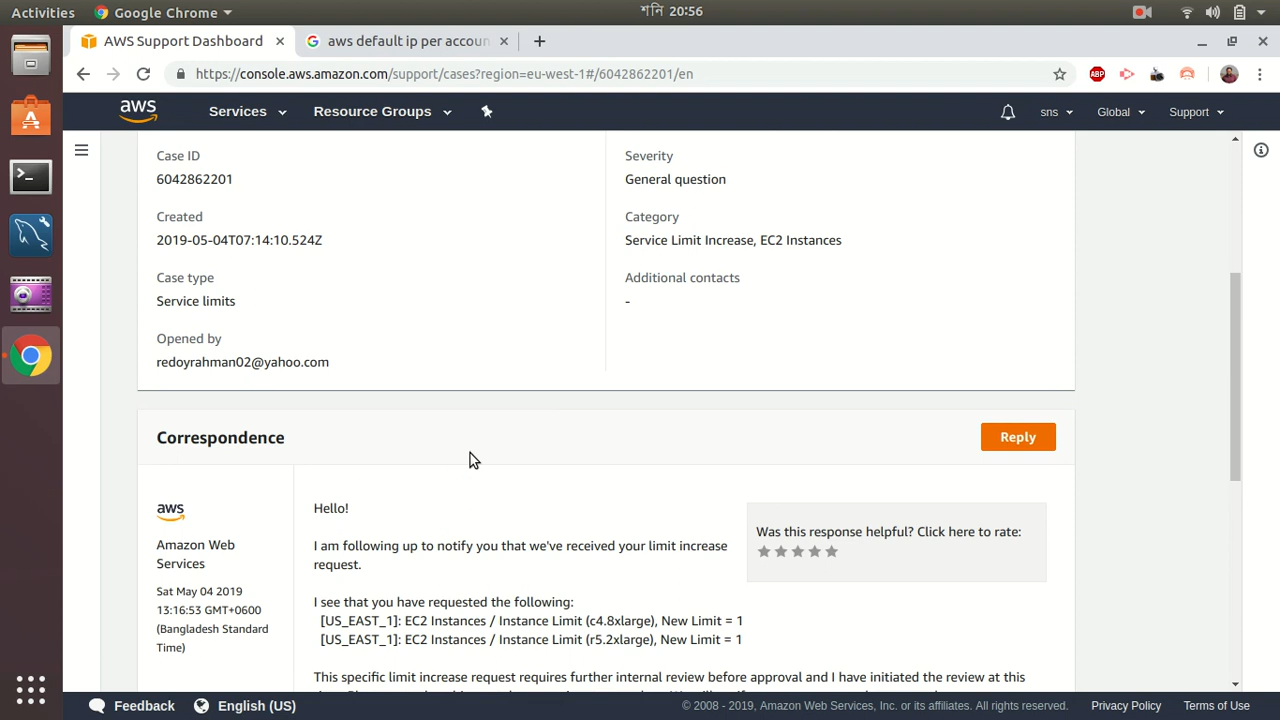 Activities
Google Chrome
শনি 20:56
AWS Support Dashboard
aws default ip per accoun
https://console.aws.amazon.com/support/cases?region=eu-west-1#/6042862201/en
ABP
aws
Services
Resource Groups
sns
Global
Support
Case ID
6042862201
Severity
General question
Created
2019-05-04T07:14:10.524Z
Category
Service Limit Increase, EC2 Instances
Case type
Service limits
Additional contacts
-
Opened by
redoyrahman02@yahoo.com
Correspondence
Reply
aws
Amazon Web
Services
Sat May 04 2019
13:16:53 GMT+0600
(Bangladesh Standard
Time)
Hello!
Was this response helpful? Click here to rate:
I am following up to notify you that we've received your limit increase
request.
I see that you have requested the following:
[US_EAST_1]: EC2 Instances / Instance Limit (c4.8xlarge), New Limit = 1
[US_EAST_1]: EC2 Instances / Instance Limit (r5.2xlarge), New Limit = 1
This specific limit increase request requires further internal review before approval and I have initiated the review at this
Feedback
English (US)
© 2008 - 2019, Amazon Web Services, Inc. or its affiliates. All rights reserved.
Privacy Policy
Terms of Use